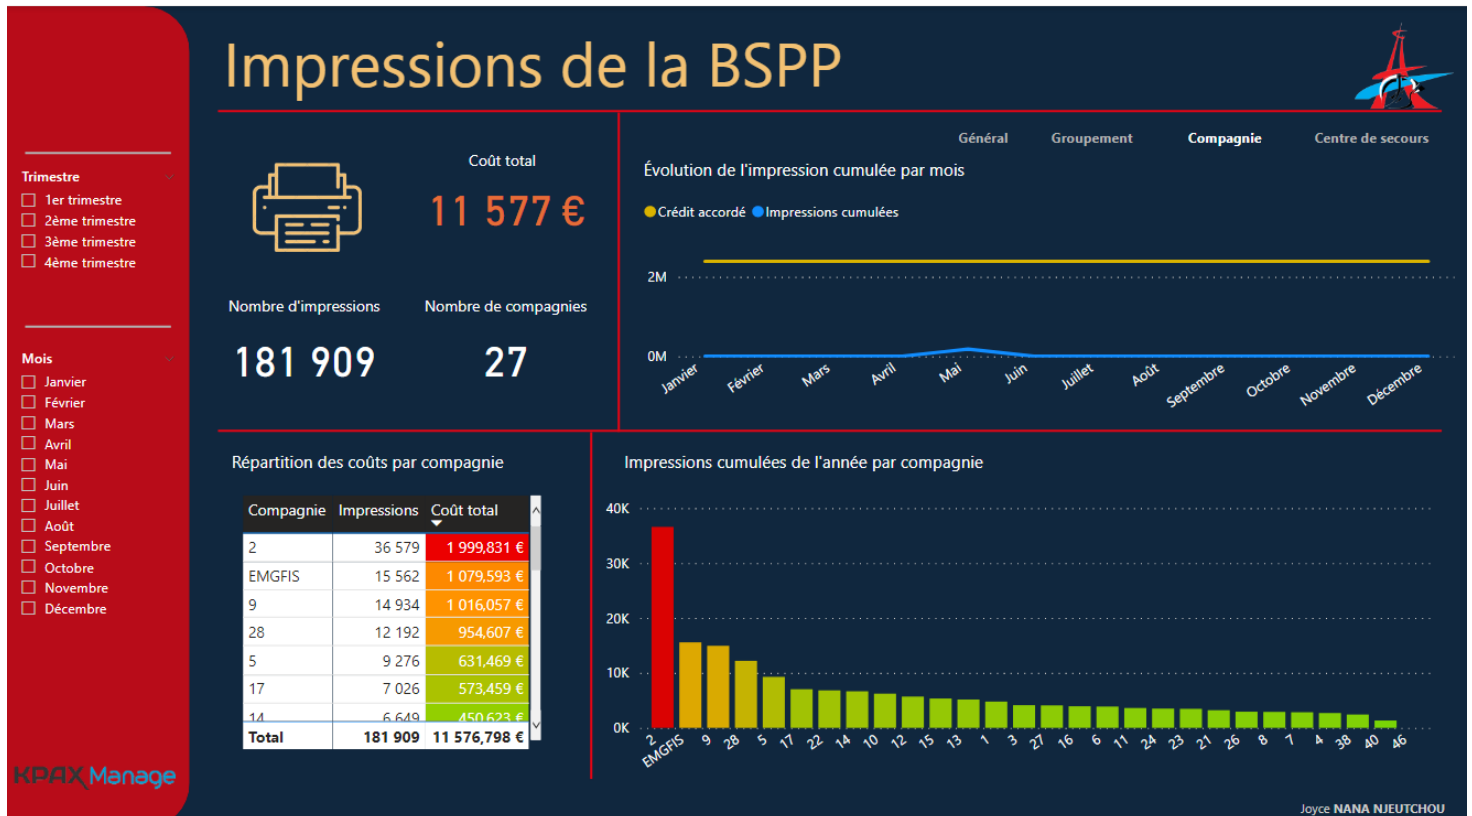 Impressions de la BSPP
Général Groupement Compagnie Centre de secours
Trimestre
1er trimestre
2ème trimestre
3ème trimestre
4ème trimestre
Mois
Janvier
Février
Mars
Avril
Mai
Juin
Juillet
Août
Septembre
Octobre
Novembre
Décembre
KPAX Manage
Coût total
11 577 €
Nombre d'impressions
181 909
Nombre de compagnies
27
Évolution de l'impression cumulée par mois
Crédit accordé Impressions cumulées
2M
0M
Janvier Février Mars Avril Mai Juin Juillet Août Septembre Octobre Novembre Décembre
Répartition des coûts par compagnie
Compagnie Impressions Coût total
2 36 579 1 999,831 €
EMGFIS 15 562 1 079,593 €
9 14 934 1 016,057 €
28 12 192 954,607 €
5 9 276 631,469 €
17 7 026 573,459 €
14 6 649 450,623 €
Total 181 909 11 576,798 €
Impressions cumulées de l'année par compagnie
40K
30K
20K
10K
0K
2 EMGFIS 9 28 5 17 22 14 10 12 15 13 1 3 27 16 6 11 24 23 21 26 8 7 4 38 40 46
Joyce NANA NJEUTCHOU